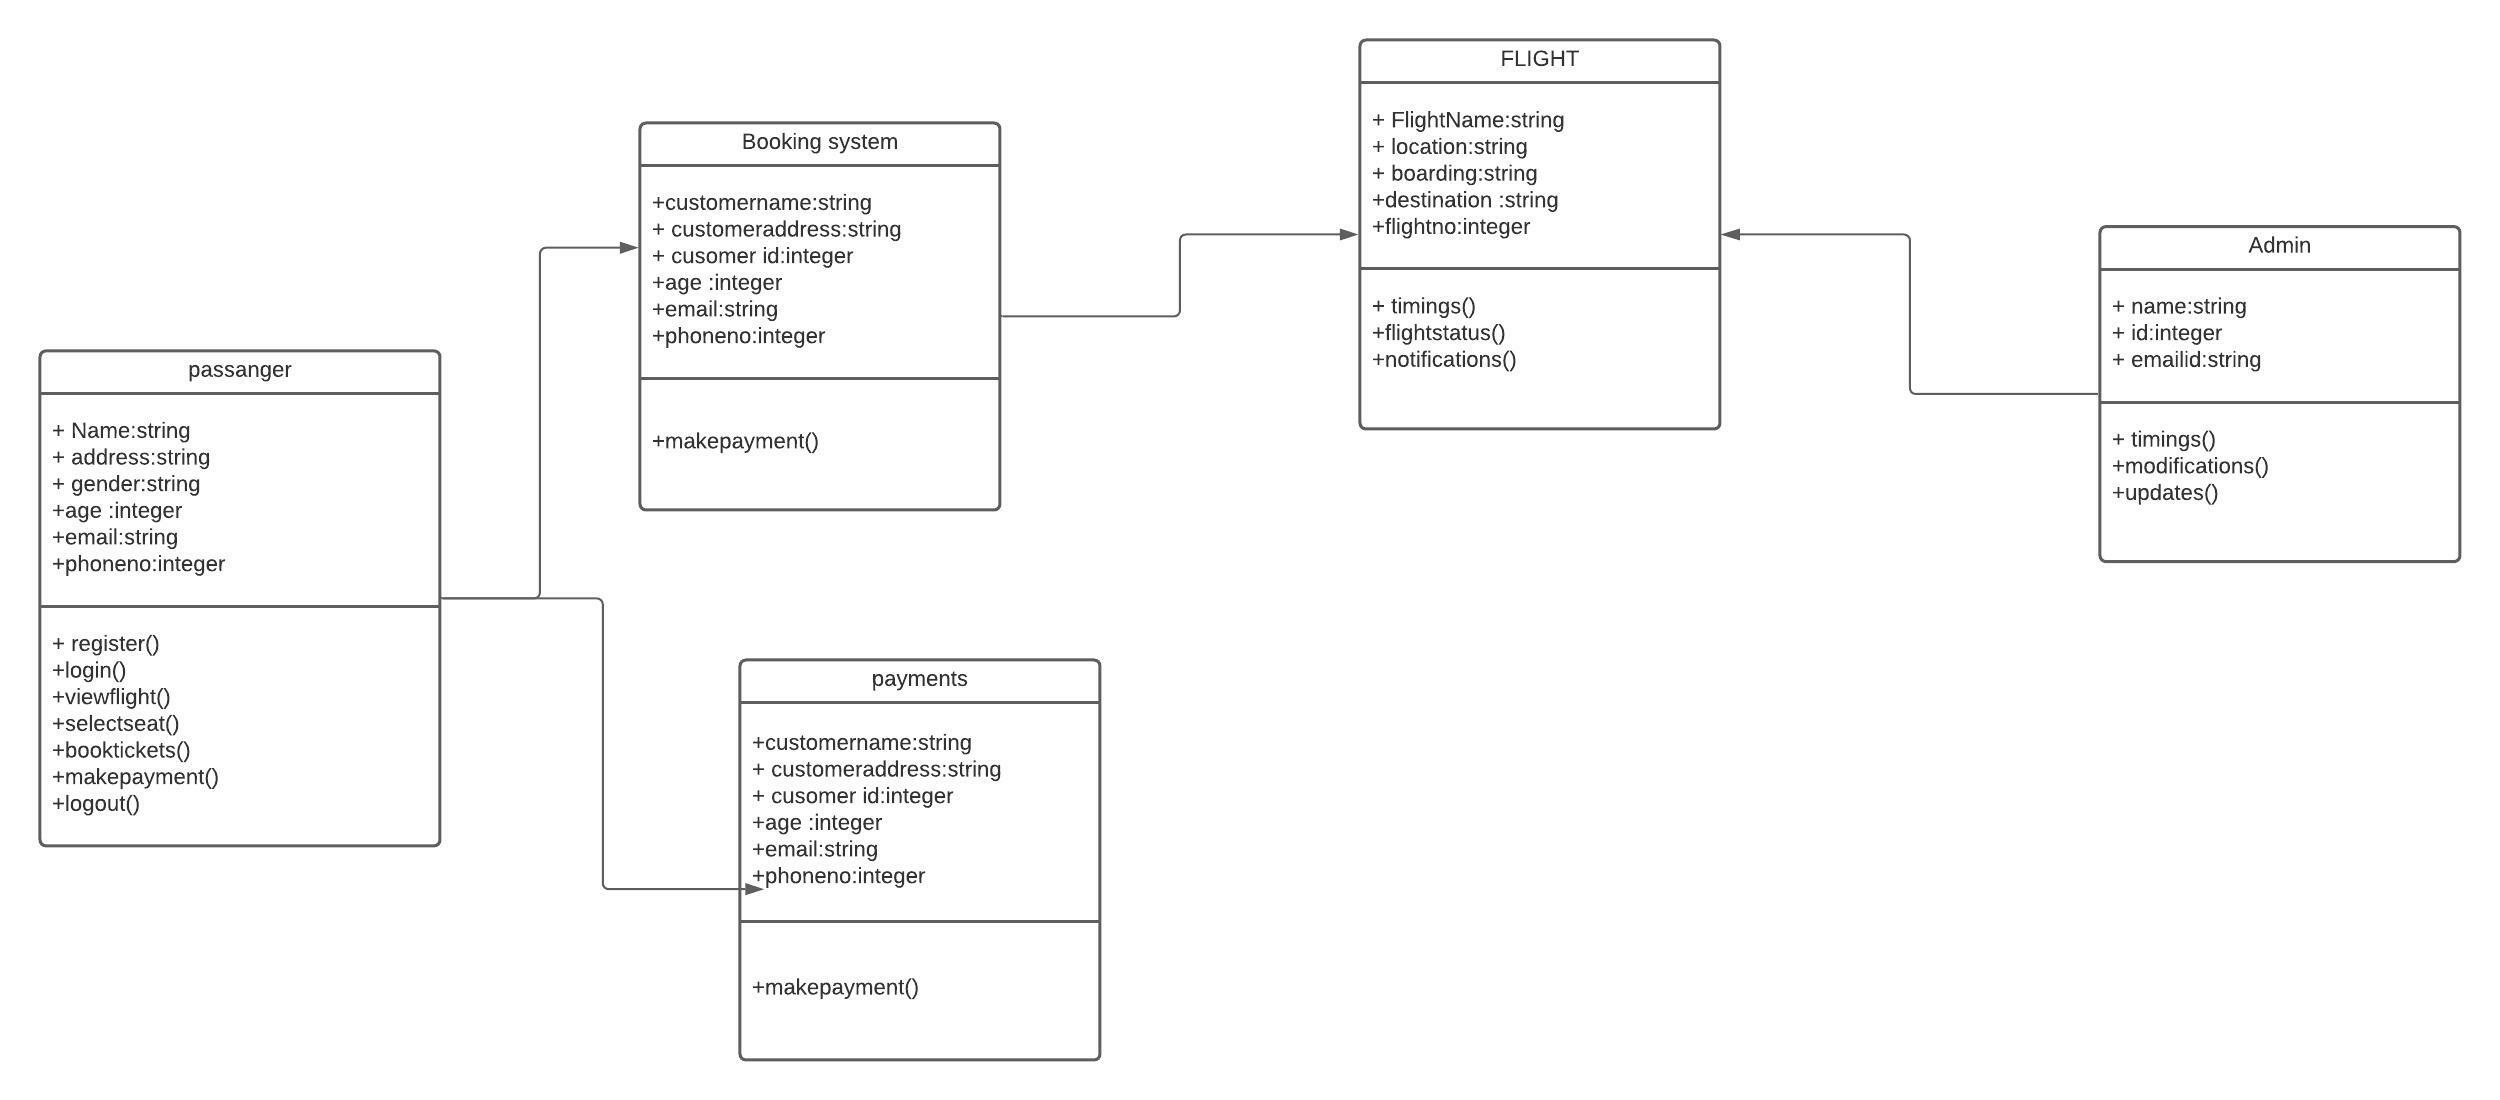 passanger
+ Name:string
+ address:string
+ gender:string
+age :integer
+email:string
+phoneno:integer
+ register()
+login()
+viewflight()
+selectseat()
+booktickets()
+makepayment()
+logout()
Booking system
+customername:string
+ customeraddress:string
+ cusomer id:integer
+age :integer
+email:string
+phoneno:integer
+makepayment()
payments
+customername:string
+ customeraddress:string
+ cusomer id:integer
+age :integer
+email:string
+phoneno:integer
+makepayment()
FLIGHT
+ FlightName:string
+ location:string
+ boarding:string
+destination :string
+flightno:integer
+ timings()
+flightstatus()
+notifications()
Admin
+ name:string
+ id:integer
+ emailid:string
+ timings()
+modifications()
+updates()